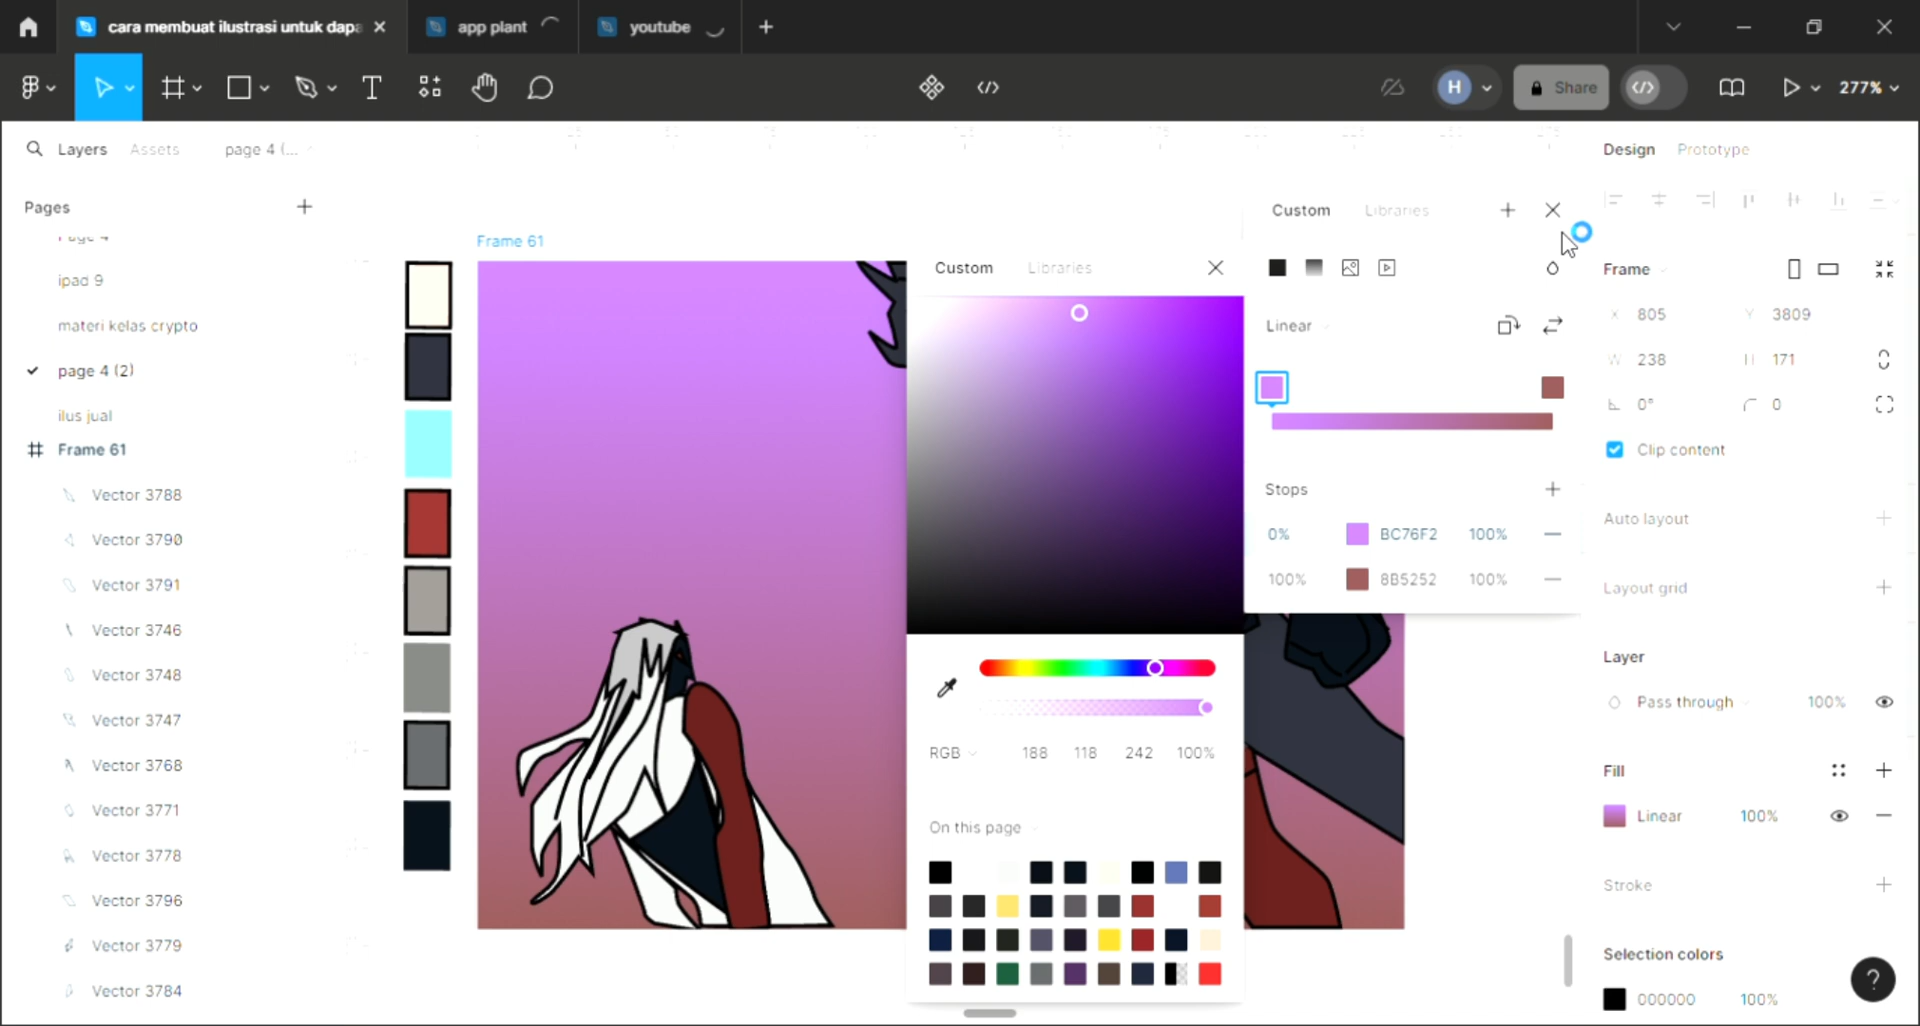 cara membuat ilustrasi untuk dapa
app plant
youtube
H
Share
277%
Layers
Assets
page 4 (...
Pages
Page 4
ipad 9
materi kelas crypto
page 4 (2)
ilus jual
Frame 61
Vector 3788
Vector 3790
Vector 3791
Vector 3746
Vector 3748
Vector 3747
Vector 3768
Vector 3771
Vector 3778
Vector 3796
Vector 3779
Vector 3784
Frame 61
Custom
Libraries
RGB
188
118
242
100%
On this page
Custom
Libraries
Linear
Stops
0%
BC76F2
100%
100%
8B5252
100%
Design
Prototype
Frame
X
805
Y
3809
W
238
H
171
0°
0
Clip content
Auto layout
Layout grid
Layer
Pass through
100%
Fill
Linear
100%
Stroke
Selection colors
000000
100%
?